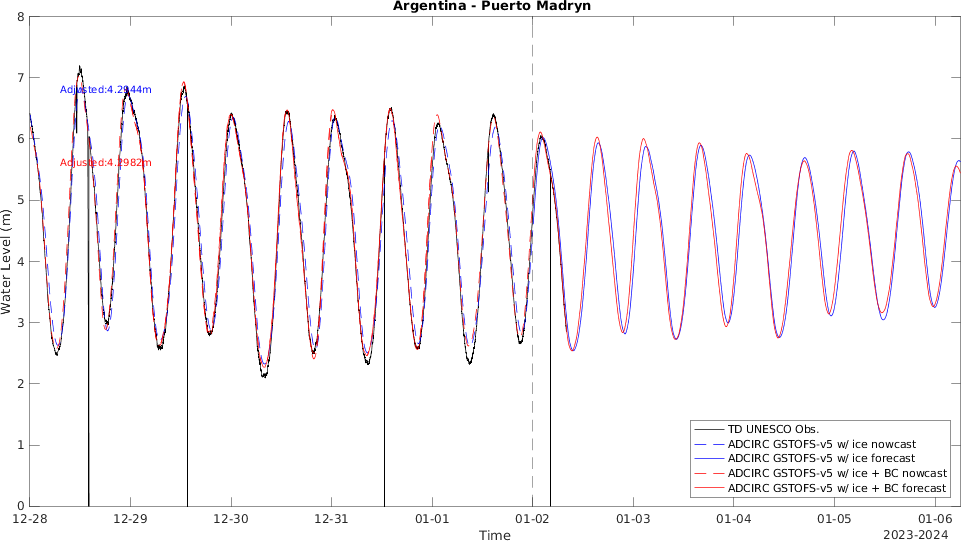 Argentina - Puerto Madryn
8
7
6
5
4
3
2
1
0
Water Level (m)
Adjusted:4.2944m
Adjusted:4.2982m
TD UNESCO Obs.
ADCIRC GSTOFS-v5 w/ ice nowcast
ADCIRC GSTOFS-v5 w/ ice forecast
ADCIRC GSTOFS-v5 w/ ice + BC nowcast
ADCIRC GSTOFS-v5 w/ ice + BC forecast
12-28 12-29 12-30 12-31 01-01 01-02 01-03 01-04 01-05 01-06
Time
2023-2024